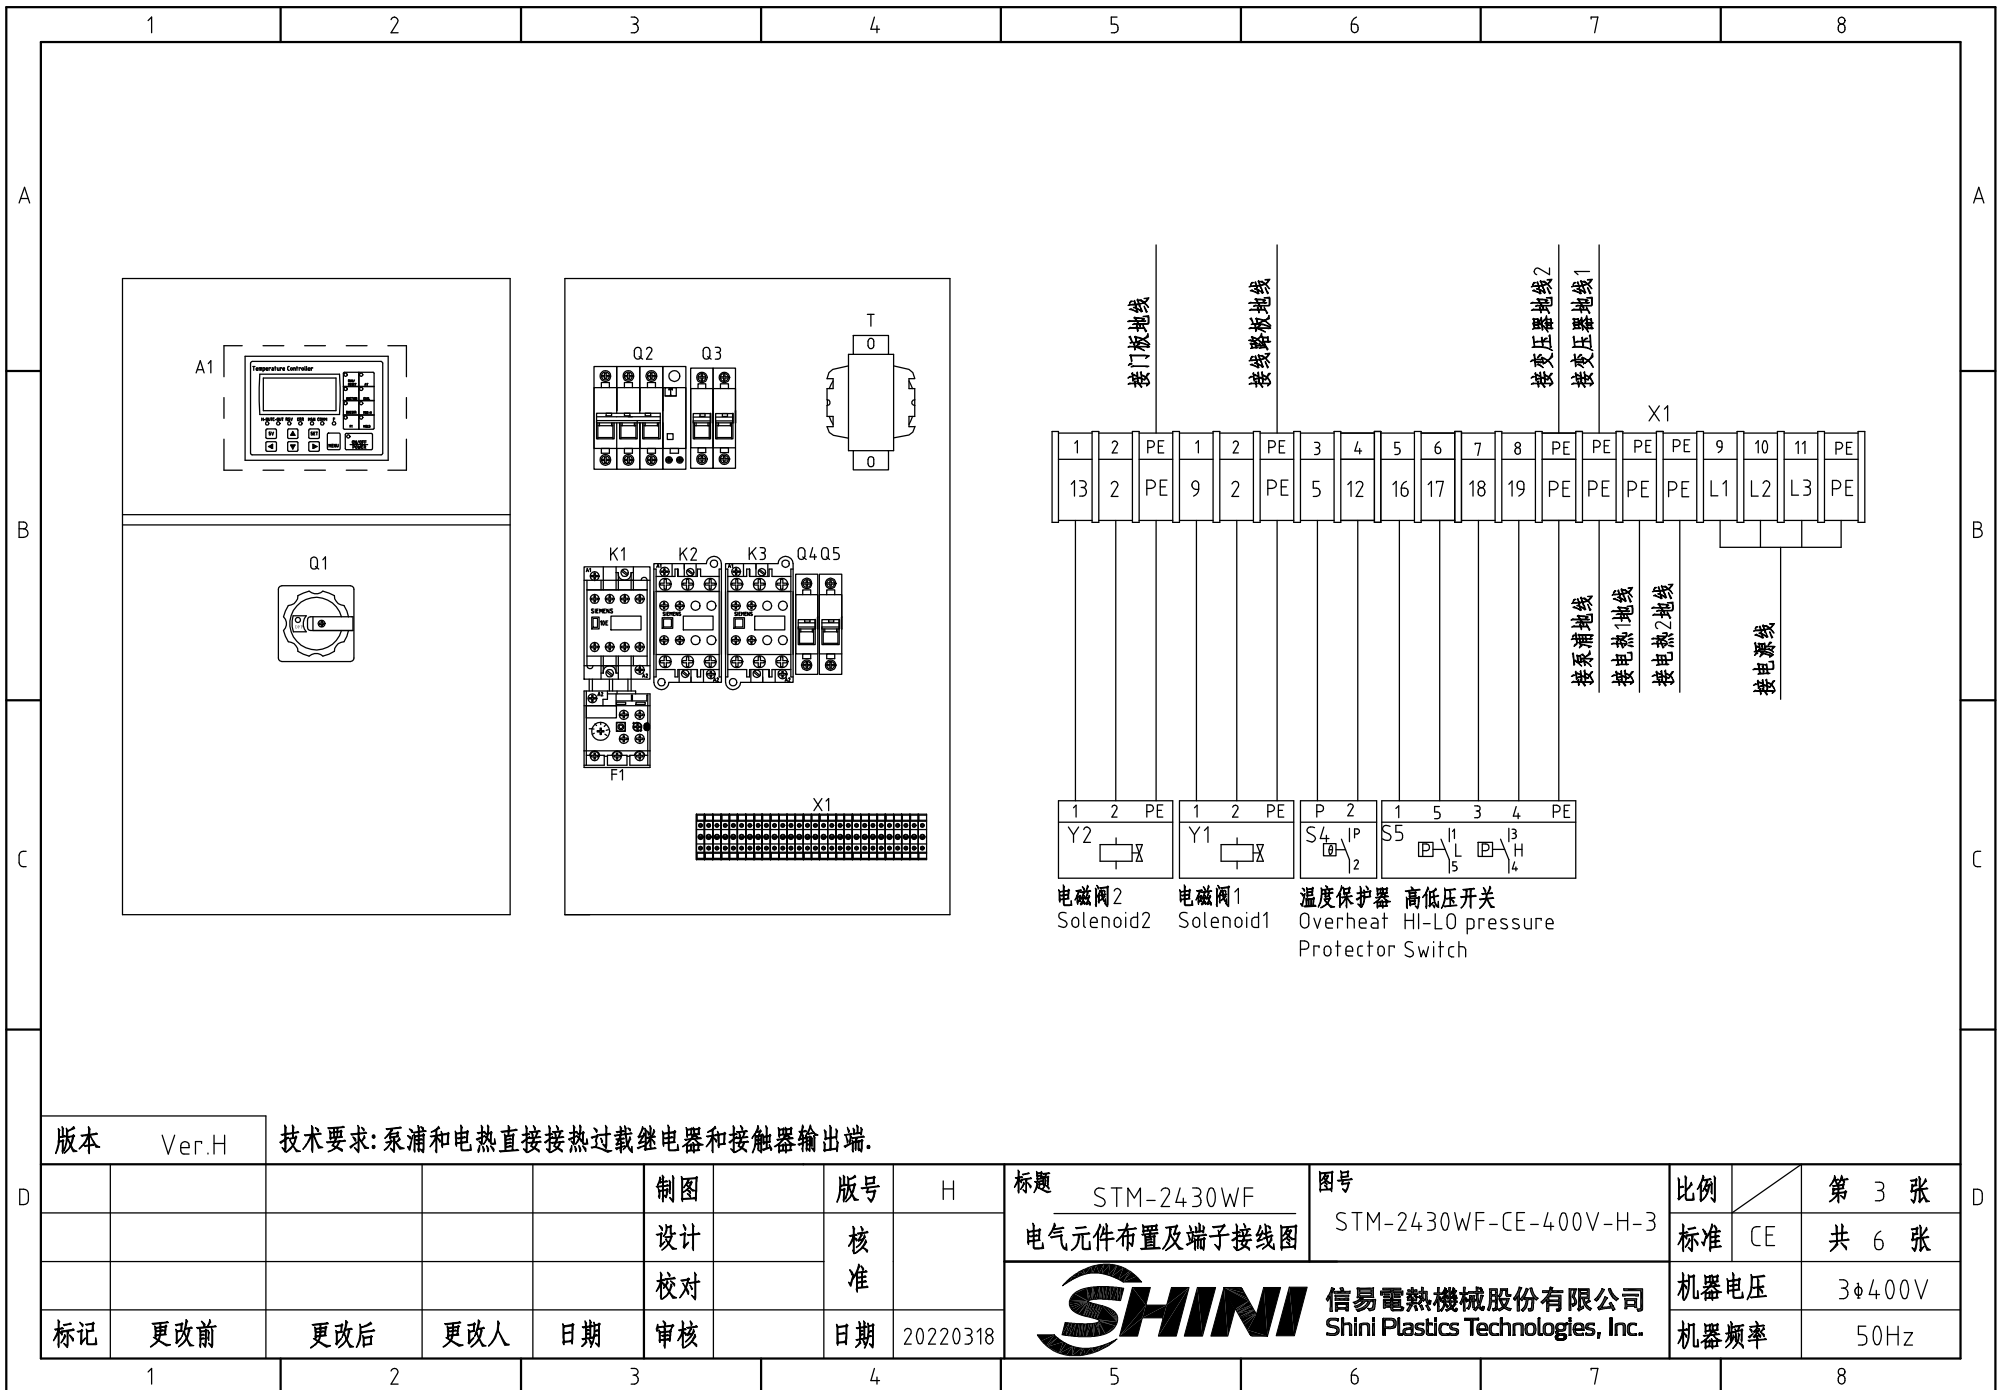 1 2 3 4 5 6 7 8
A A
接门板地线
接线路板地线
接变压器地线2
接变压器地线1
T
0
0
A1
Temperature Controller
SV SET
MENU
Q2 Q3
X1
1 2 PE 1 2 PE 3 4 5 6 7 8 PE PE PE PE 9 10 11 PE
13 2 PE 9 2 PE 5 12 16 17 18 19 PE PE PE PE L1 L2 L3 PE
B B
Q1
K1 K2 K3 Q4 Q5
SIEMENS
SIEMENS
SIEMENS
F1
接泵浦地线
接电热1地线
接电热2地线
接电源线
X1
1 2 PE 1 2 PE P 2 1 5 3 4 PE
Y2 Y1 S4 P 2 S5 P 1 L 5 P 3 H 4
C C
电磁阀2 电磁阀1 温度保护器 高低压开关
Solenoid2 Solenoid1 Overheat HI-LO pressure
Protector Switch
版本 Ver.H 技术要求:泵浦和电热直接接热过载继电器和接触器输出端.
D D
制图 版号 H 标题 STM-2430WF 图号 比例 第 3 张
设计 核准 电气元件布置及端子接线图 STM-2430WF-CE-400V-H-3 标准 CE 共 6 张
校对 SHINI 信易電熱機械股份有限公司 机器电压 3φ400V
标记 更改前 更改后 更改人 日期 审核 日期 20220318 Shini Plastics Technologies, Inc. 机器频率 50Hz
1 2 3 4 5 6 7 8